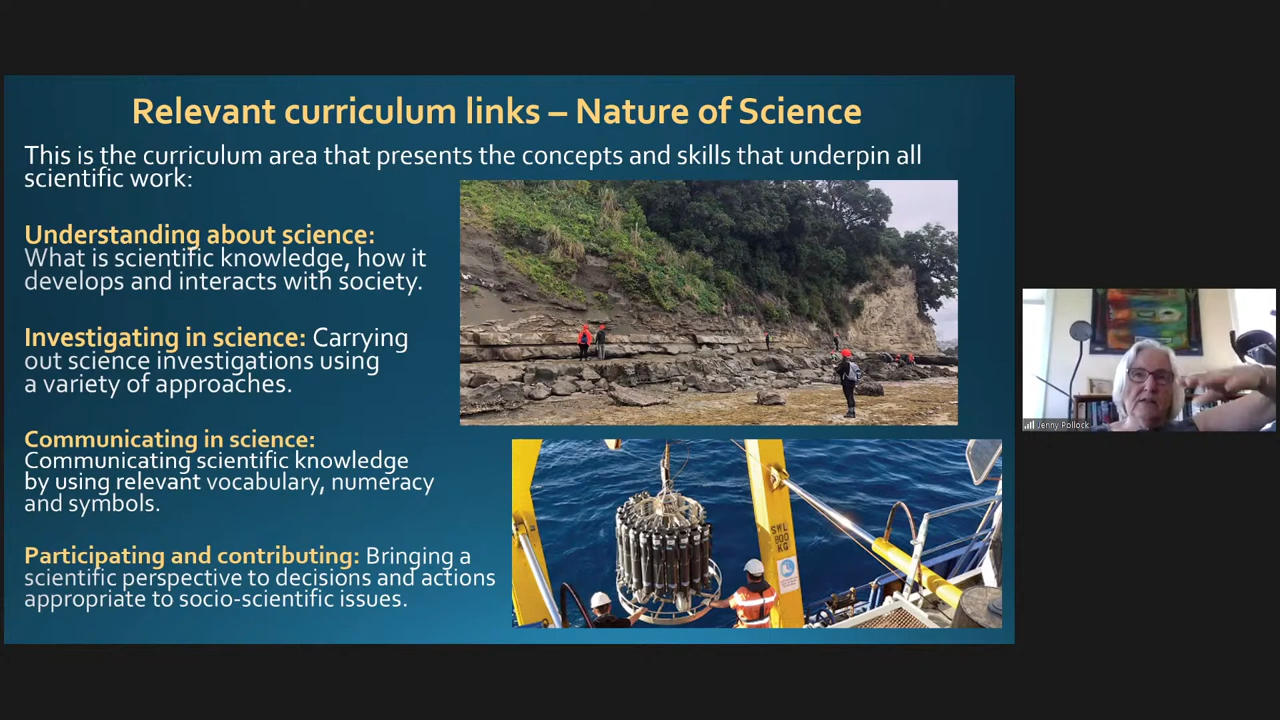 Relevant curriculum links – Nature of Science
This is the curriculum area that presents the concepts and skills that underpin all
scientific work:
Understanding about science:
What is scientific knowledge, how it
develops and interacts with society.
Investigating in science: Carrying
out science investigations using
a variety of approaches.
Communicating in science:
Communicating scientific knowledge
by using relevant vocabulary, numeracy
and symbols.
Participating and contributing: Bringing a
scientific perspective to decisions and actions
appropriate to socio-scientific issues.
SWL
800
KG
Jenny Pollock